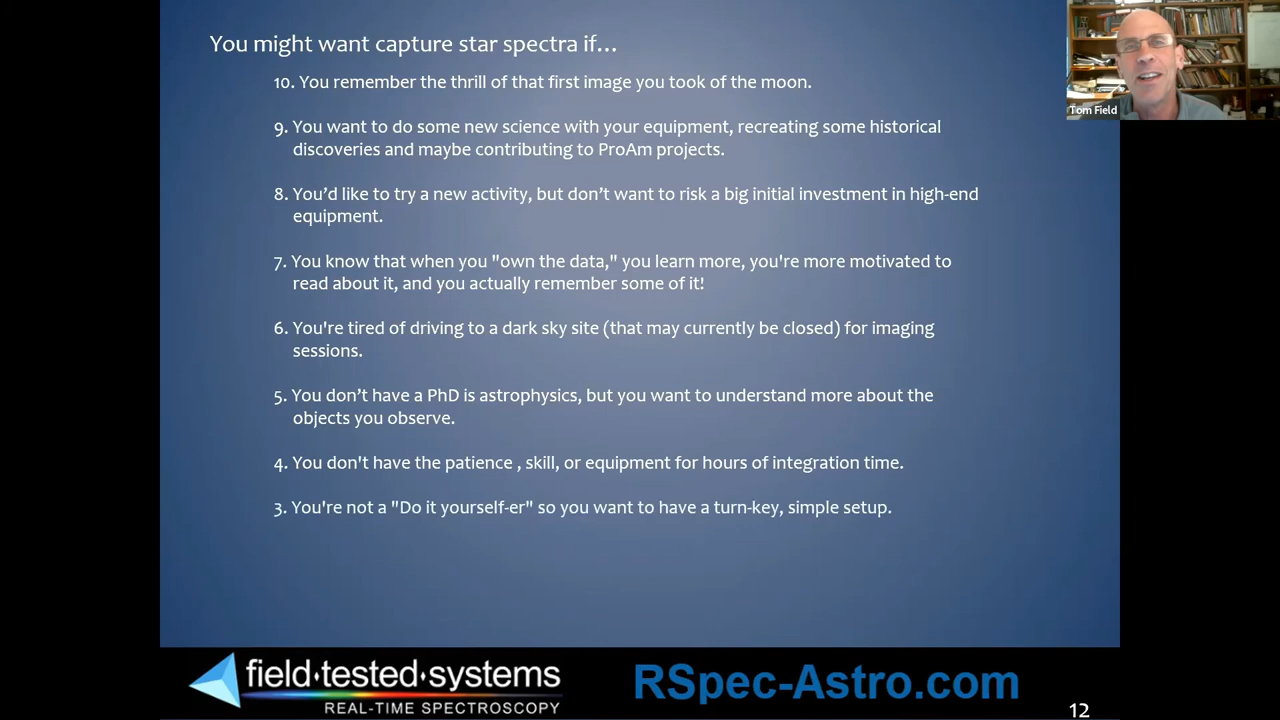 You might want capture star spectra if...
10. You remember the thrill of that first image you took of the moon.
9. You want to do some new science with your equipment, recreating some historical
discoveries and maybe contributing to ProAm projects.
8. You’d like to try a new activity, but don’t want to risk a big initial investment in high-end
equipment.
7. You know that when you "own the data," you learn more, you're more motivated to
read about it, and you actually remember some of it!
6. You're tired of driving to a dark sky site (that may currently be closed) for imaging
sessions.
5. You don’t have a PhD is astrophysics, but you want to understand more about the
objects you observe.
4. You don't have the patience , skill, or equipment for hours of integration time.
3. You're not a "Do it yourself-er" so you want to have a turn-key, simple setup.
Tom Field
field·tested·systems
REAL-TIME SPECTROSCOPY
RSpec-Astro.com
12